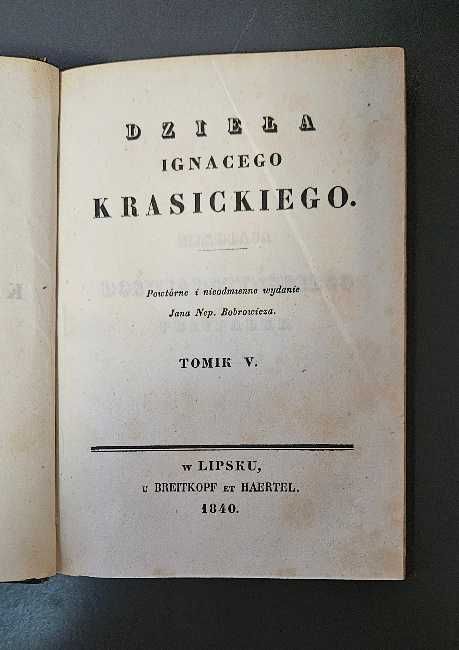 DZIEŁA
IGNACEGO
KRASICKIEGO.
Powtórne i nieodmienne wydanie
Jana Nep. Bobrowicza.
TOMIK V.
w LIPSKU,
U BREITKOPF ET HAERTEL.
1840.